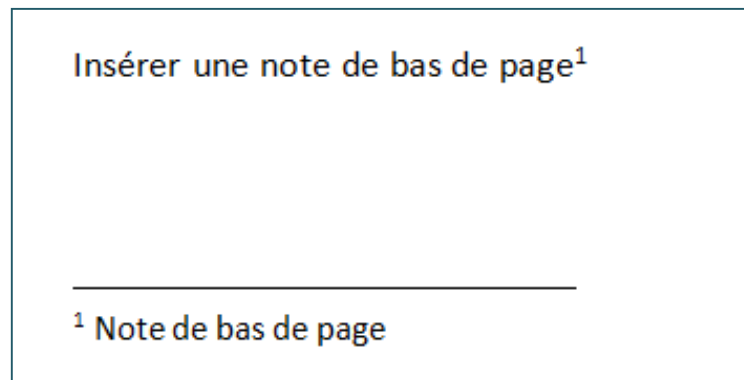 Insérer une note de bas de page¹
¹ Note de bas de page